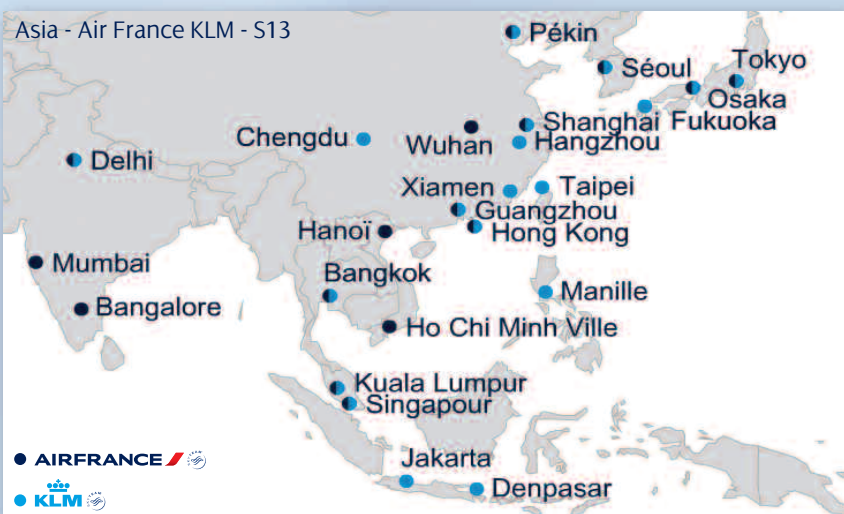 Asia - Air France KLM - S13
Pékin
Séoul
Tokyo
Osaka
Shanghai Fukuoka
Chengdu
Wuhan
Hangzhou
Delhi
Xiamen
Taipei
Guangzhou
Hanoï
Hong Kong
Mumbai
Bangkok
Manille
Bangalore
Ho Chi Minh Ville
Kuala Lumpur
Singapour
AIRFRANCE
Jakarta
KLM
Denpasar